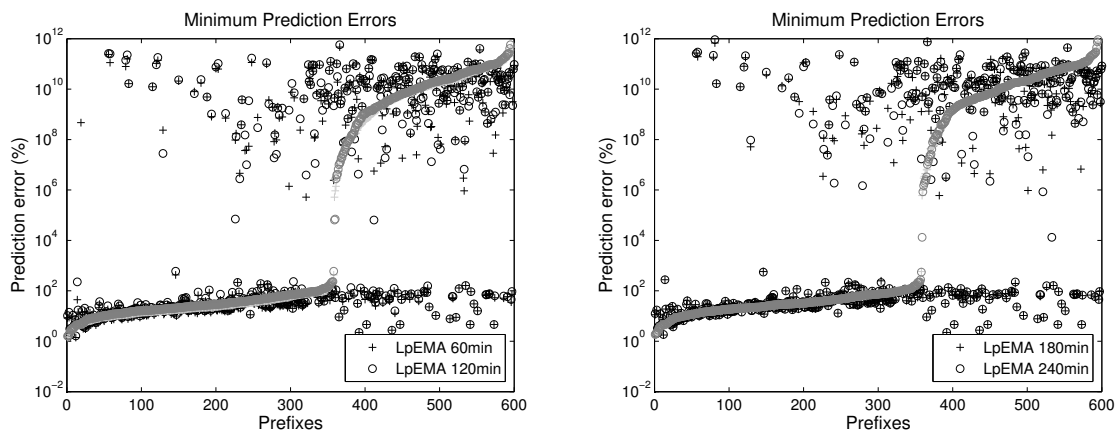 Minimum Prediction Errors
10^12
10^10
10^8
10^6
10^4
10^2
10^0
10^−2
Prediction error (%)
LpEMA 60min
LpEMA 120min
0 100 200 300 400 500 600
Prefixes
Minimum Prediction Errors
10^12
10^10
10^8
10^6
10^4
10^2
10^0
10^−2
Prediction error (%)
LpEMA 180min
LpEMA 240min
0 100 200 300 400 500 600
Prefixes